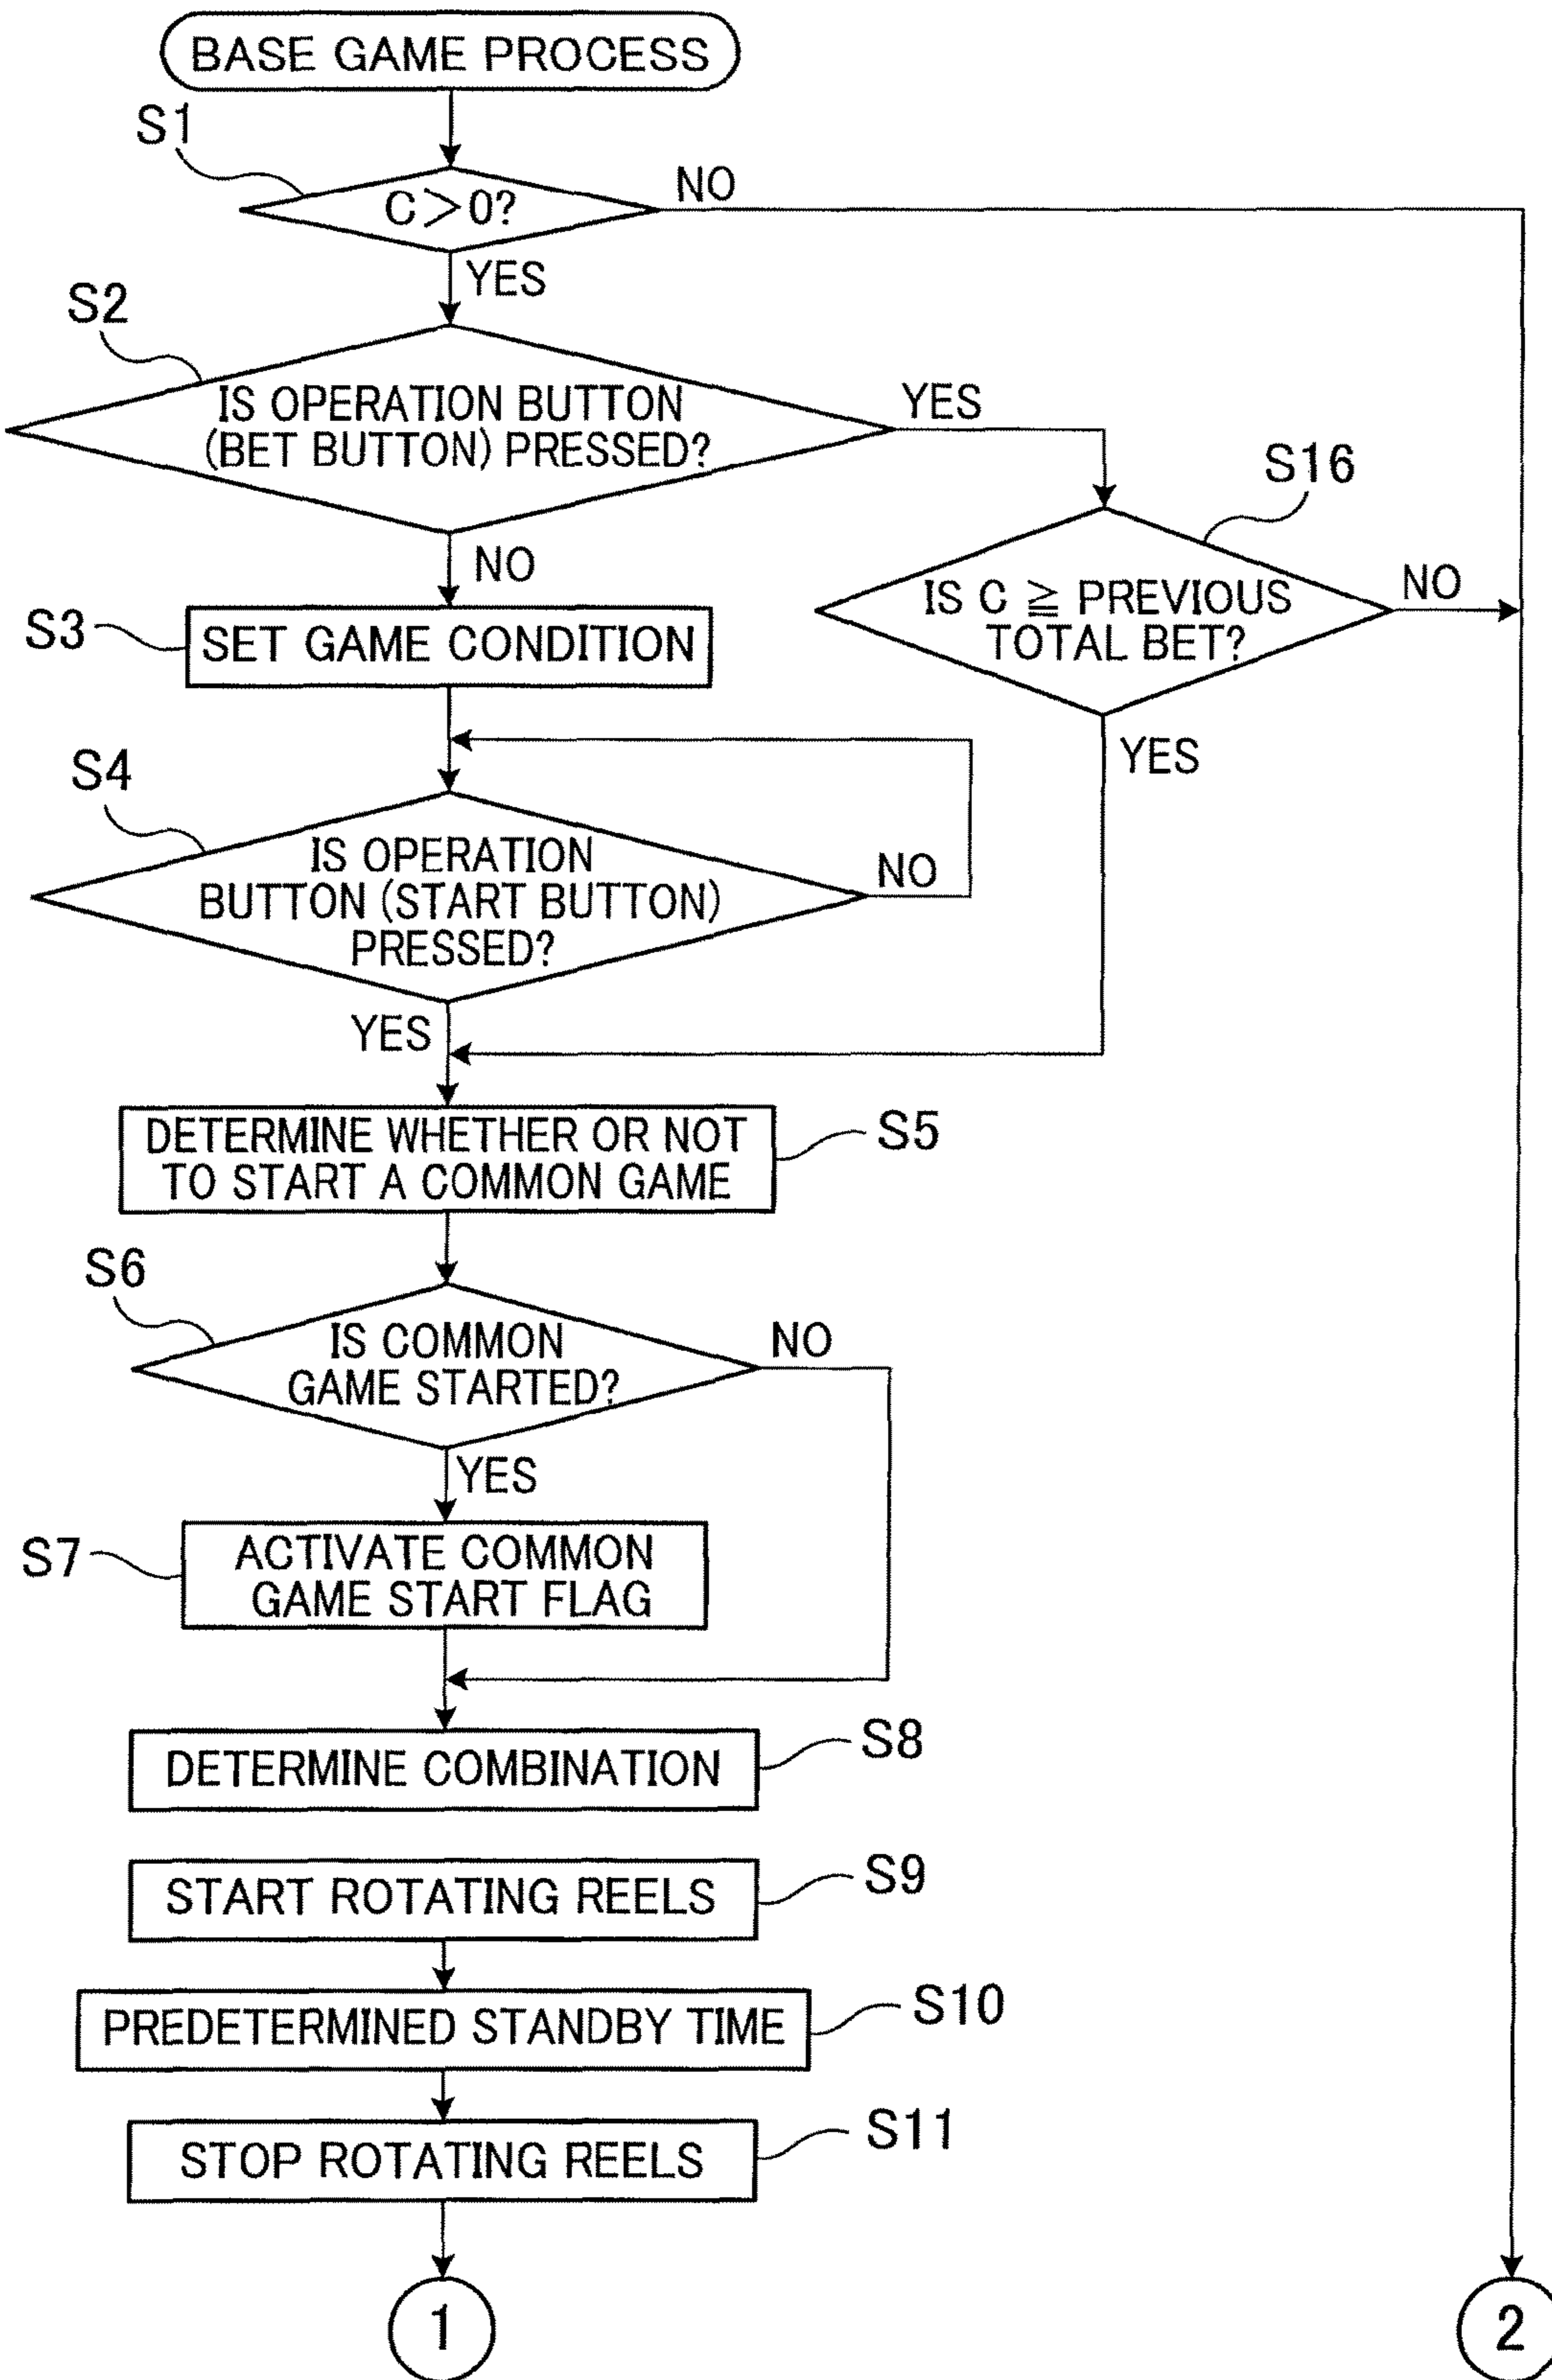 BASE GAME PROCESS
S1
C>0?
NO
YES
S2
IS OPERATION BUTTON
(BET BUTTON) PRESSED?
YES
NO
S16
IS C ≧ PREVIOUS
TOTAL BET?
NO
YES
S3
SET GAME CONDITION
S4
IS OPERATION
BUTTON (START BUTTON)
PRESSED?
NO
YES
DETERMINE WHETHER OR NOT
TO START A COMMON GAME
S5
S6
IS COMMON
GAME STARTED?
NO
YES
S7
ACTIVATE COMMON
GAME START FLAG
DETERMINE COMBINATION
S8
START ROTATING REELS
S9
PREDETERMINED STANDBY TIME
S10
STOP ROTATING REELS
S11
1
2